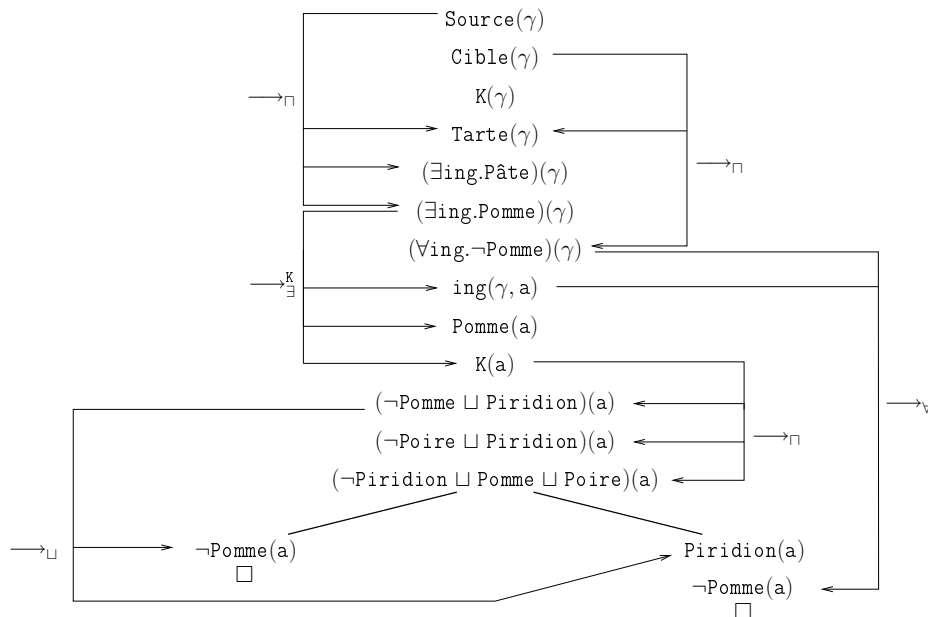 Source(γ)
Cible(γ)
K(γ)
⟶⊓
Tarte(γ)
⟶⊓
(∃ing.Pâte)(γ)
(∃ing.Pomme)(γ)
(∀ing.¬Pomme)(γ)
⟶∃K
ing(γ,a)
Pomme(a)
K(a)
(¬Pomme ⊔ Piridion)(a)
⟶∀
(¬Poire ⊔ Piridion)(a)
⟶⊓
(¬Piridion ⊔ Pomme ⊔ Poire)(a)
⟶⊔
¬Pomme(a)
□
Piridion(a)
¬Pomme(a)
□